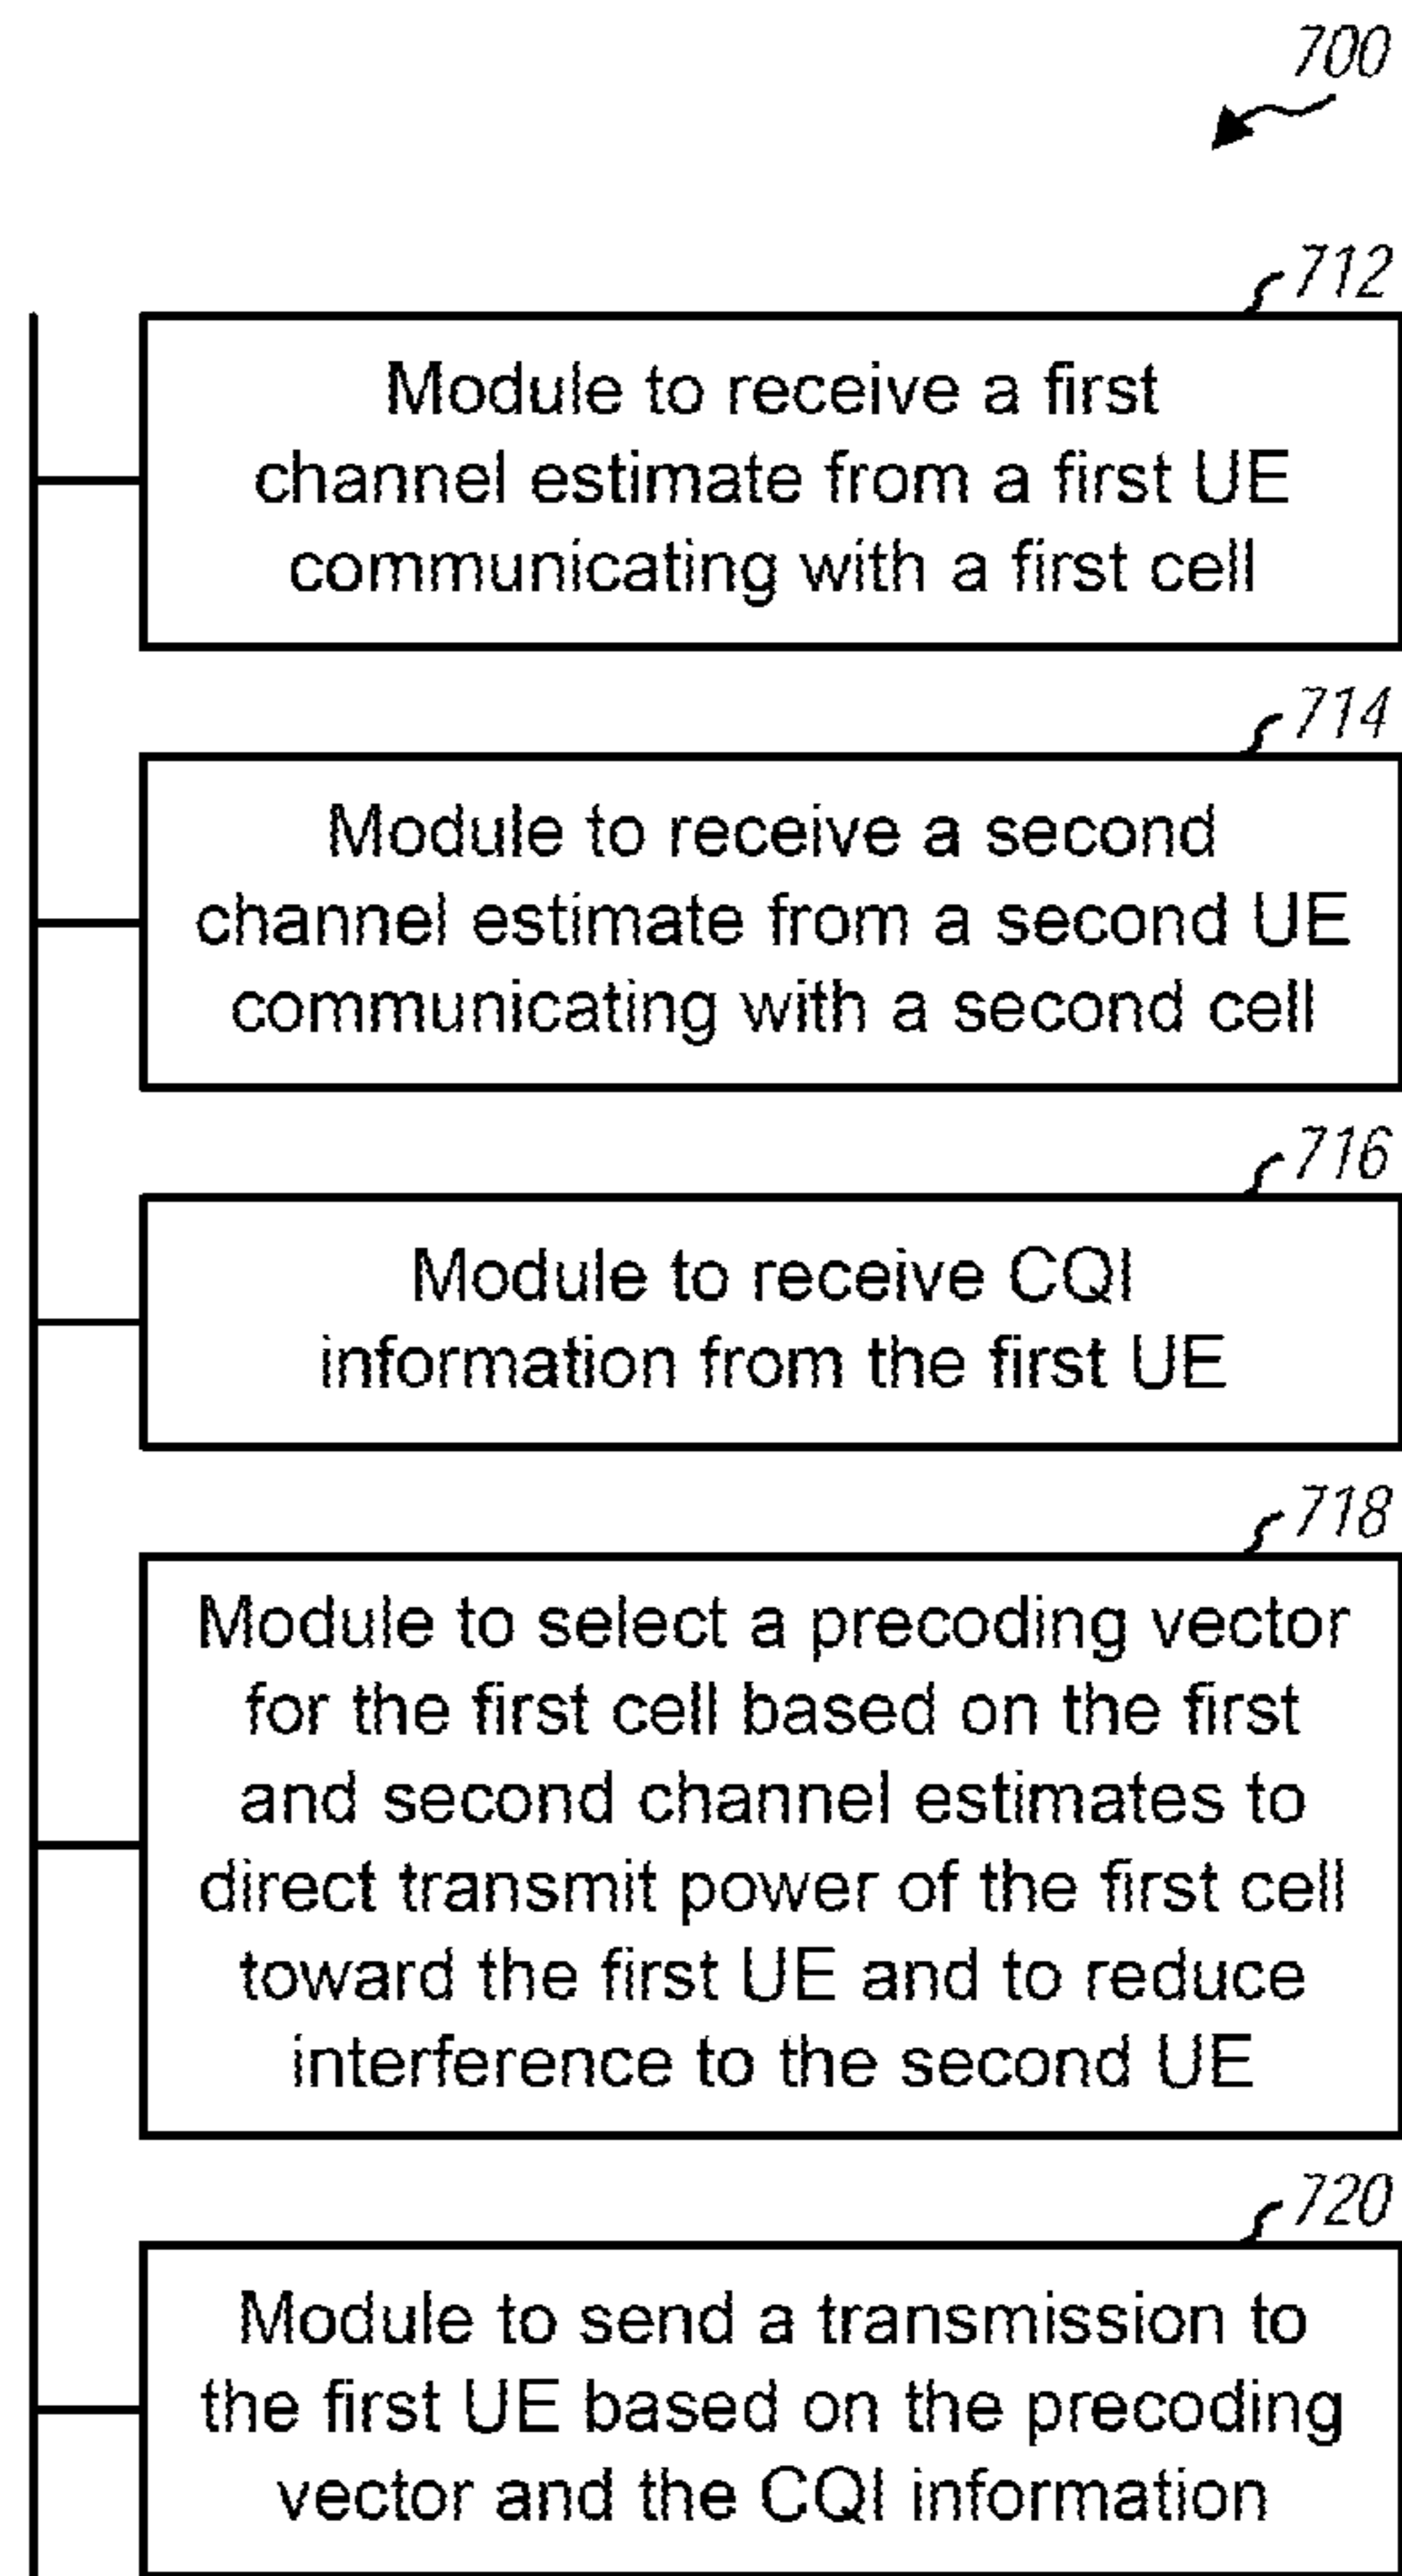 700
712
Module to receive a first
channel estimate from a first UE
communicating with a first cell
714
Module to receive a second
channel estimate from a second UE
communicating with a second cell
716
Module to receive CQI
information from the first UE
718
Module to select a precoding vector
for the first cell based on the first
and second channel estimates to
direct transmit power of the first cell
toward the first UE and to reduce
interference to the second UE
720
Module to send a transmission to
the first UE based on the precoding
vector and the CQI information